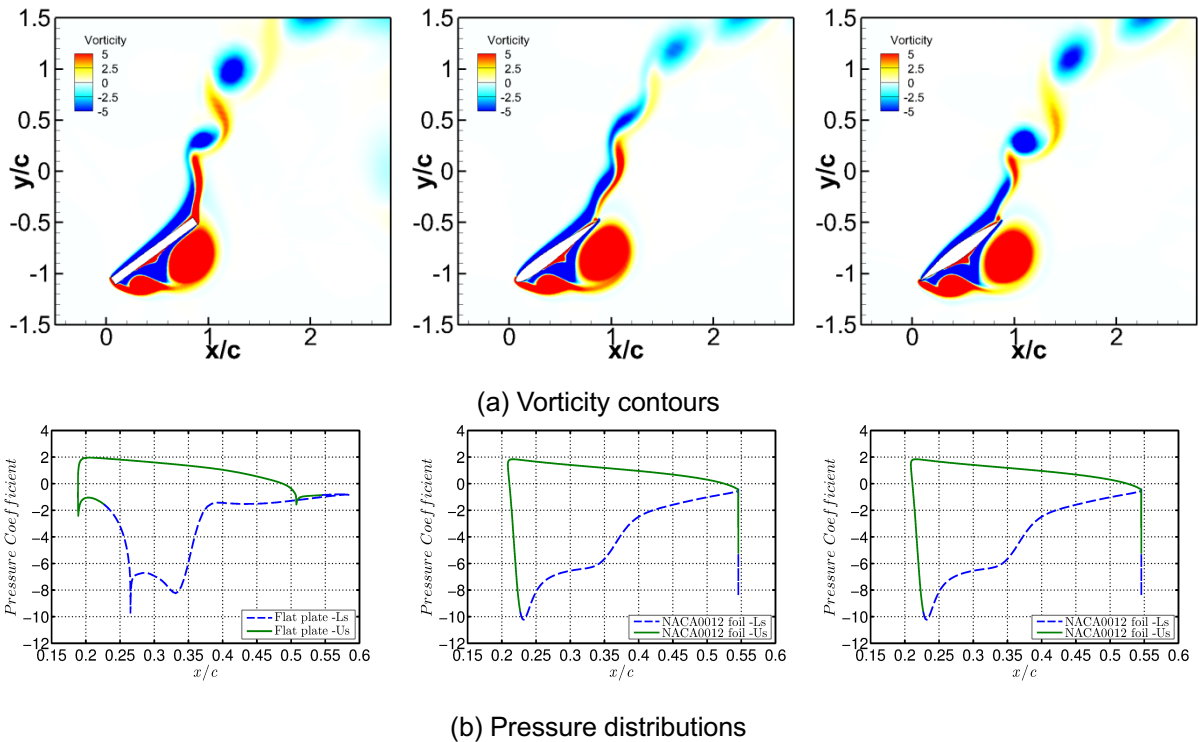 1.5
1
0.5
0
-0.5
-1
-1.5
y/c
Vorticity
5
2.5
0
-2.5
-5
0
1
2
x/c
1.5
1
0.5
0
-0.5
-1
-1.5
y/c
Vorticity
5
2.5
0
-2.5
-5
0
1
2
x/c
1.5
1
0.5
0
-0.5
-1
-1.5
y/c
Vorticity
5
2.5
0
-2.5
-5
0
1
2
x/c
(a) Vorticity contours
4
2
0
−2
−4
−6
−8
−10
−12
Pressure Coefficient
Flat plate -Ls
Flat plate -Us
0.15 0.2 0.25 0.3 0.35 0.4 0.45 0.5 0.55 0.6
x/c
4
2
0
−2
−4
−6
−8
−10
−12
Pressure Coefficient
NACA0012 foil -Ls
NACA0012 foil -Us
0.15 0.2 0.25 0.3 0.35 0.4 0.45 0.5 0.55 0.6
x/c
4
2
0
−2
−4
−6
−8
−10
−12
Pressure Coefficient
NACA0012 foil -Ls
NACA0012 foil -Us
0.15 0.2 0.25 0.3 0.35 0.4 0.45 0.5 0.55 0.6
x/c
(b) Pressure distributions